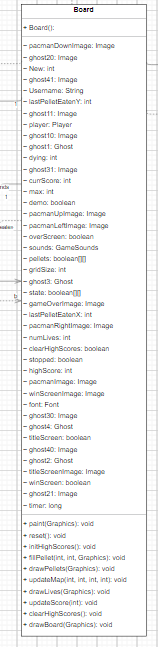 Board
+ Board():
− pacmanDownImage: Image
− ghost20: Image
− New: int
− ghost41: Image
− Username: String
− lastPelletEatenY: int
− ghost11: Image
− player: Player
− ghost10: Image
− ghost1: Ghost
− dying: int
− ghost31: Image
− currScore: int
− max: int
− demo: boolean
− pacmanUpImage: Image
− pacmanLeftImage: Image
− overScreen: boolean
− sounds: GameSounds
− pellets: boolean[][]
− gridSize: int
− ghost3: Ghost
− state: boolean[][]
− gameOverImage: Image
− lastPelletEatenX: int
− pacmanRightImage: Image
− numLives: int
− clearHighScores: boolean
− stopped: boolean
− highScore: int
− pacmanImage: Image
− winScreenImage: Image
− font: Font
− ghost30: Image
− ghost4: Ghost
− titleScreen: boolean
− ghost40: Image
− ghost2: Ghost
− titleScreenImage: Image
− winScreen: boolean
− ghost21: Image
− timer: long
+ paint(Graphics): void
+ reset(): void
+ initHighScores(): void
+ fillPellet(int, int, Graphics): void
+ drawPellets(Graphics): void
+ updateMap(int, int, int, int): void
+ drawLives(Graphics): void
+ updateScore(int): void
+ clearHighScores(): void
+ drawBoard(Graphics): void